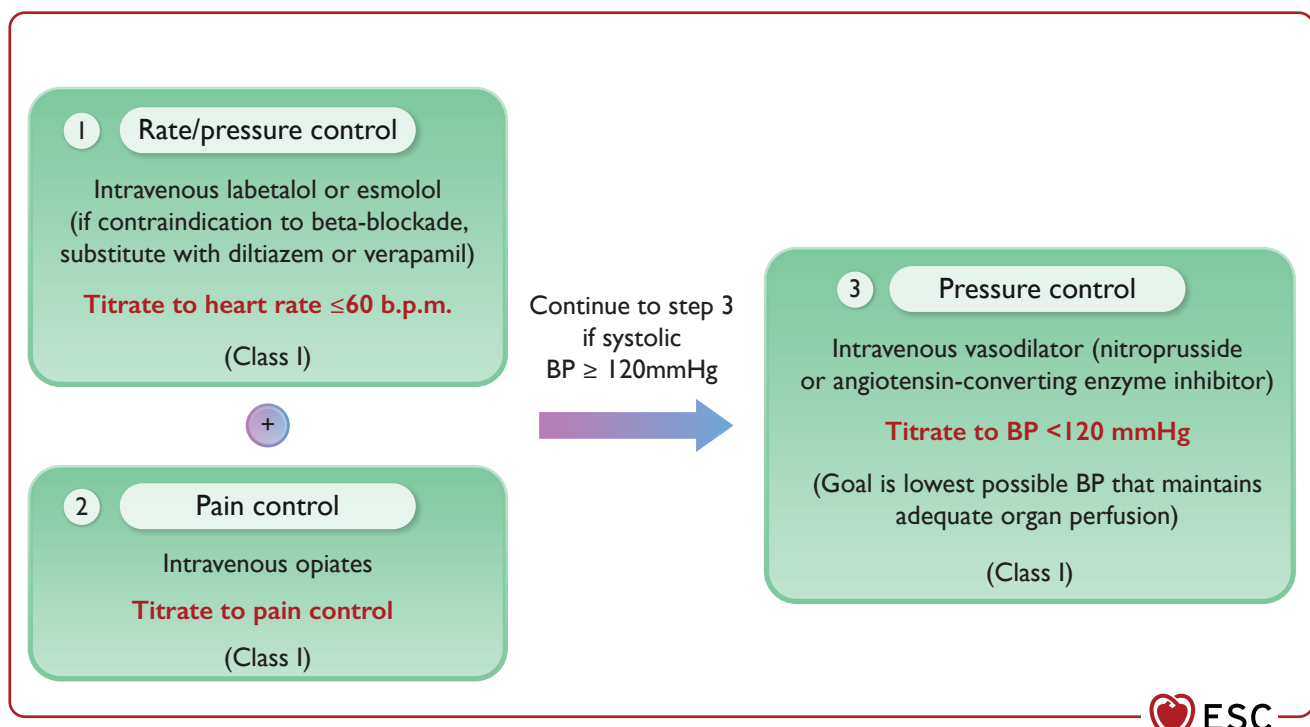 1 Rate/pressure control
Intravenous labetalol or esmolol
(if contraindication to beta-blockade,
substitute with diltiazem or verapamil)
Titrate to heart rate ≤60 b.p.m.
(Class I)
+
2 Pain control
Intravenous opiates
Titrate to pain control
(Class I)
Continue to step 3
if systolic
BP ≥ 120mmHg
3 Pressure control
Intravenous vasodilator (nitroprusside
or angiotensin-converting enzyme inhibitor)
Titrate to BP <120 mmHg
(Goal is lowest possible BP that maintains
adequate organ perfusion)
(Class I)
ESC